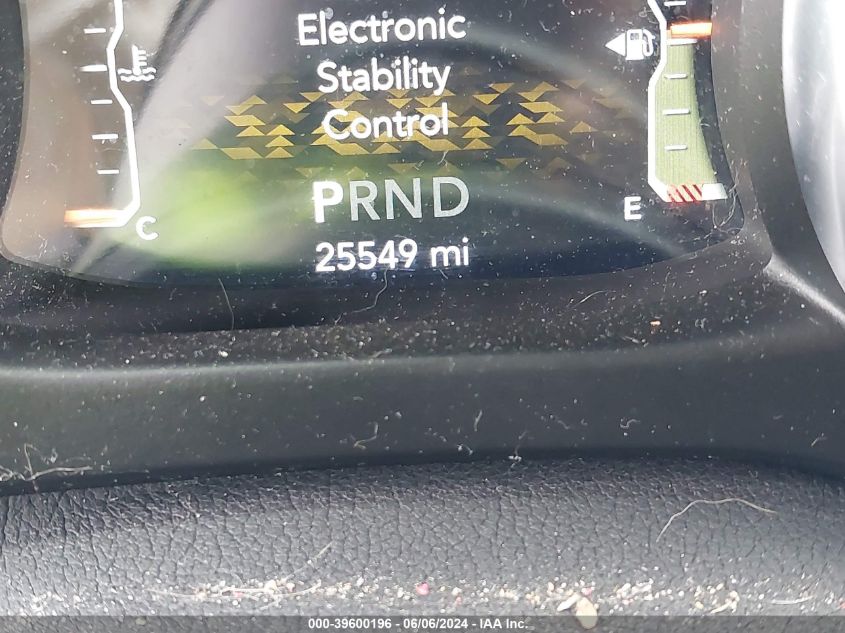 Electronic
Stability
Control
PRND
25549 mi
C
E
000-39600196 - 06/06/2024 - IAA Inc.